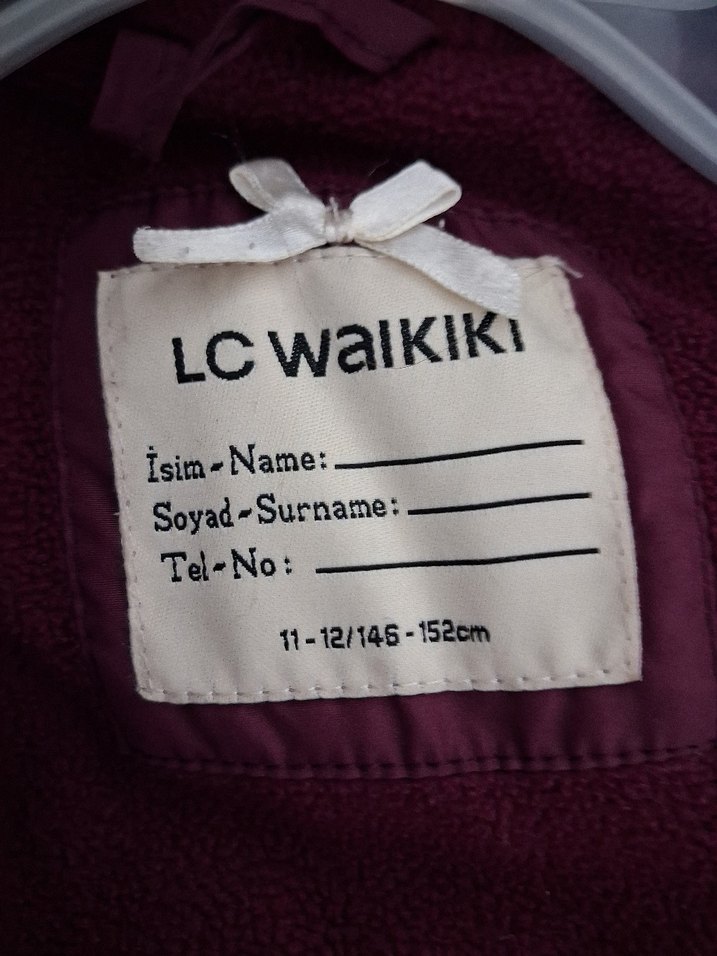 LC WAIKIKI
İsim-Name:
Soyad-Surname:
Tel-No:
11-12/146-152cm